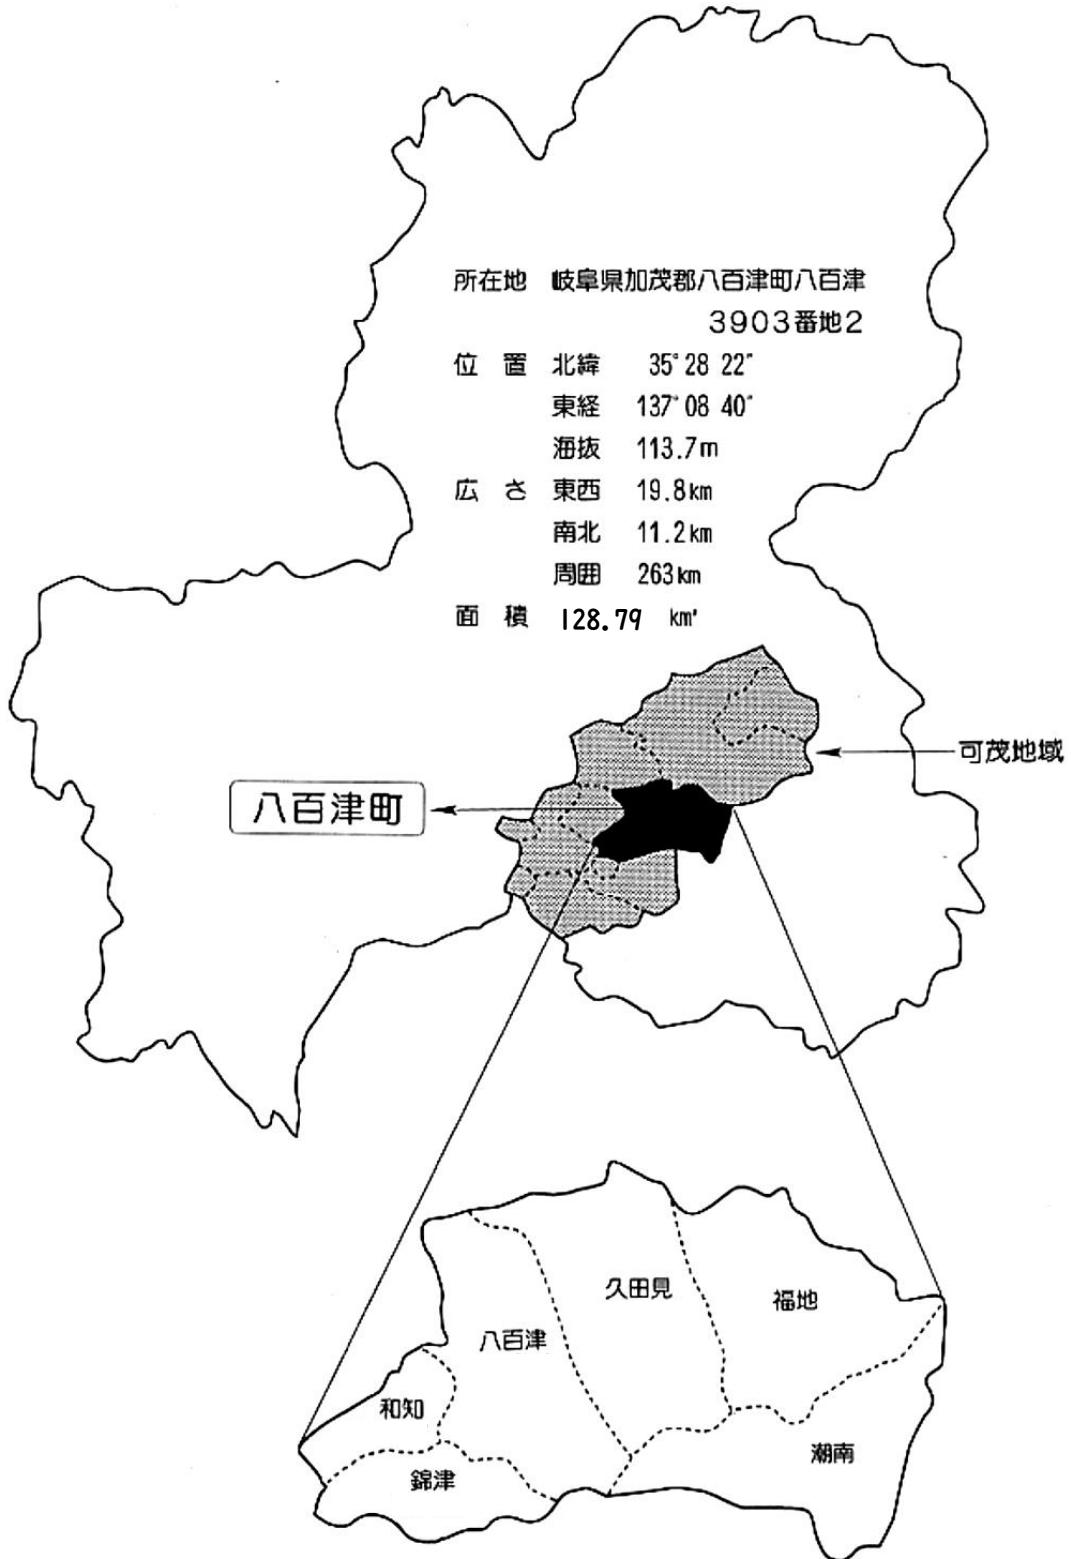 所在地 岐阜県加茂郡八百津町八百津
3903番地2
位置 北緯 35°28 22"
東経 137°08 40"
海抜 113.7m
広さ 東西 19.8km
南北 11.2km
周囲 263km
面積 128.79 km²
可茂地域
八百津町
久田見
福地
八百津
和知
潮南
錦津